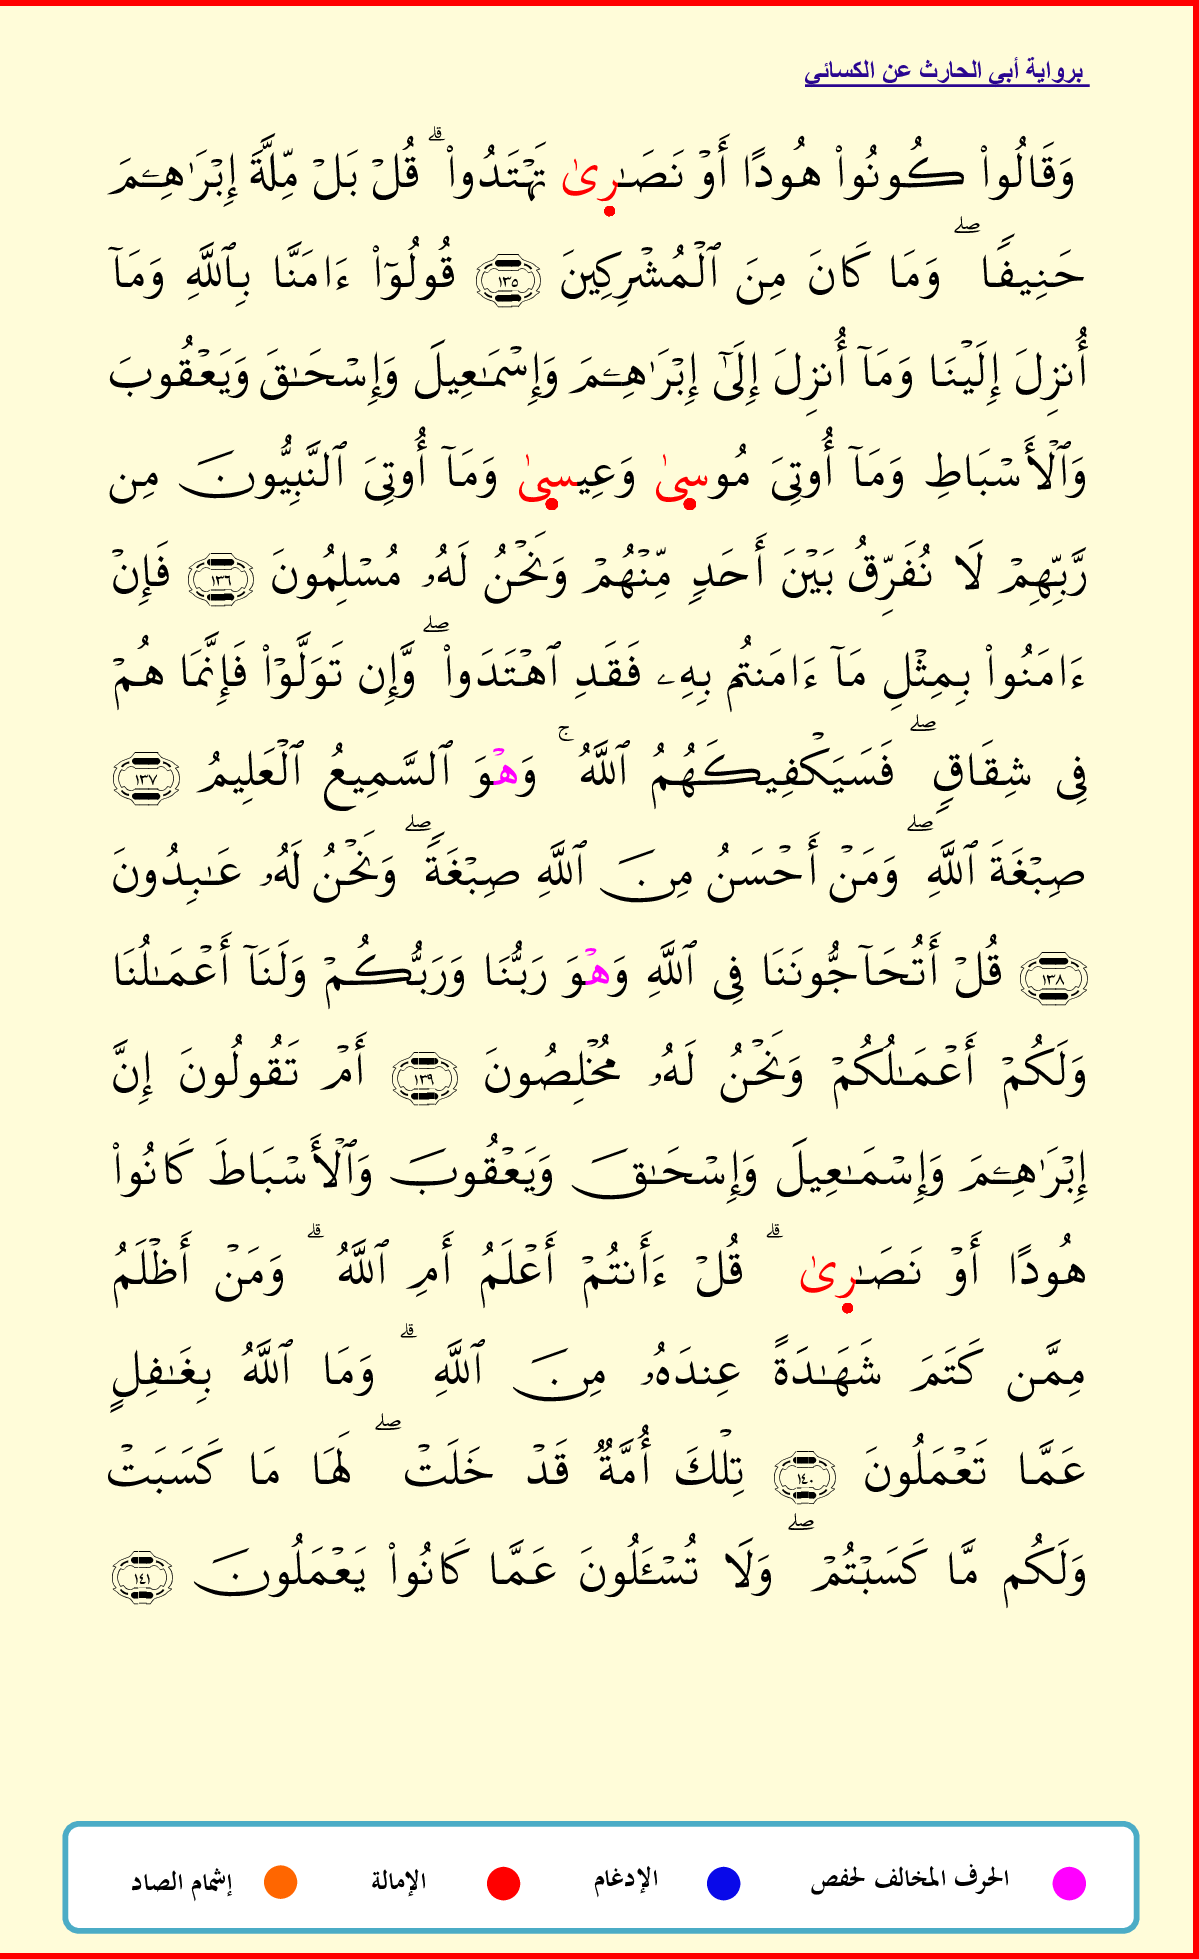 برواية أبي الحارث عن الكسائي
وَقَالُوا۟ كُونُوا۟ هُودًا أَوْ نَصَـٰرِىٰ تَهْتَدُوا۟ ۗ قُلْ بَلْ مِلَّةَ إِبْرَٰهِـۧمَ
حَنِيفًا ۖ وَمَا كَانَ مِنَ ٱلْمُشْرِكِينَ ١٣٥ قُولُوٓا۟ ءَامَنَّا بِٱللَّهِ وَمَآ
أُنزِلَ إِلَيْنَا وَمَآ أُنزِلَ إِلَىٰٓ إِبْرَٰهِـۧمَ وَإِسْمَـٰعِيلَ وَإِسْحَـٰقَ وَيَعْقُوبَ
وَٱلْأَسْبَاطِ وَمَآ أُوتِىَ مُوسِىٰ وَعِيسِىٰ وَمَآ أُوتِىَ ٱلنَّبِيُّونَ مِن
رَّبِّهِمْ لَا نُفَرِّقُ بَيْنَ أَحَدٍ مِّنْهُمْ وَنَحْنُ لَهُۥ مُسْلِمُونَ ١٣٦ فَإِنْ
ءَامَنُوا۟ بِمِثْلِ مَآ ءَامَنتُم بِهِۦ فَقَدِ ٱهْتَدَوا۟ ۖ وَّإِن تَوَلَّوْا۟ فَإِنَّمَا هُمْ
فِى شِقَاقٍ ۖ فَسَيَكْفِيكَهُمُ ٱللَّهُ ۚ وَهْوَ ٱلسَّمِيعُ ٱلْعَلِيمُ ١٣٧
صِبْغَةَ ٱللَّهِ ۖ وَمَنْ أَحْسَنُ مِنَ ٱللَّهِ صِبْغَةً ۖ وَنَحْنُ لَهُۥ عَـٰبِدُونَ
١٣٨ قُلْ أَتُحَآجُّونَنَا فِى ٱللَّهِ وَهْوَ رَبُّنَا وَرَبُّكُمْ وَلَنَآ أَعْمَـٰلُنَا
وَلَكُمْ أَعْمَـٰلُكُمْ وَنَحْنُ لَهُۥ مُخْلِصُونَ ١٣٩ أَمْ تَقُولُونَ إِنَّ
إِبْرَٰهِـۧمَ وَإِسْمَـٰعِيلَ وَإِسْحَـٰقَ وَيَعْقُوبَ وَٱلْأَسْبَاطَ كَانُوا۟
هُودًا أَوْ نَصَـٰرِىٰ ۗ قُلْ ءَأَنتُمْ أَعْلَمُ أَمِ ٱللَّهُ ۗ وَمَنْ أَظْلَمُ
مِمَّن كَتَمَ شَهَـٰدَةً عِندَهُۥ مِنَ ٱللَّهِ ۗ وَمَا ٱللَّهُ بِغَـٰفِلٍ
عَمَّا تَعْمَلُونَ ١٤٠ تِلْكَ أُمَّةٌ قَدْ خَلَتْ ۖ لَهَا مَا كَسَبَتْ
وَلَكُم مَّا كَسَبْتُمْ ۖ وَلَا تُسْـَٔلُونَ عَمَّا كَانُوا۟ يَعْمَلُونَ ١٤١
الحرف المخالف لحفص الإدغام الإمالة إشمام الصاد